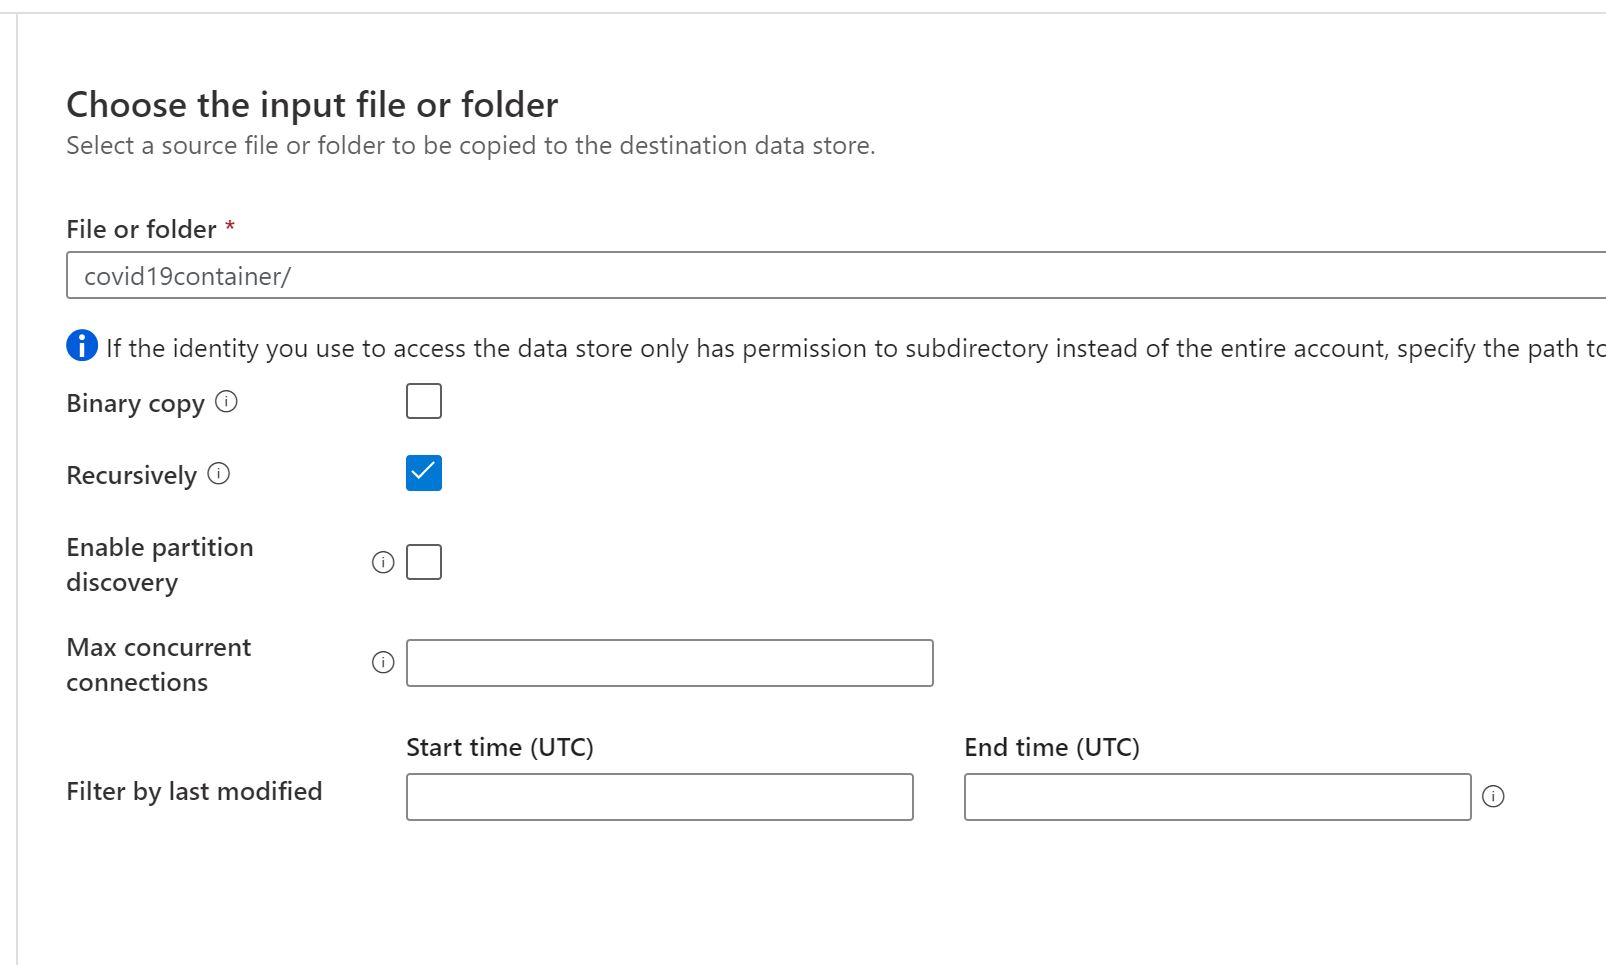 Choose the input file or folder
Select a source file or folder to be copied to the destination data store.
File or folder *
covid19container/
If the identity you use to access the data store only has permission to subdirectory instead of the entire account, specify the path to
Binary copy
Recursively
Enable partition
discovery
Max concurrent
connections
Start time (UTC) End time (UTC)
Filter by last modified